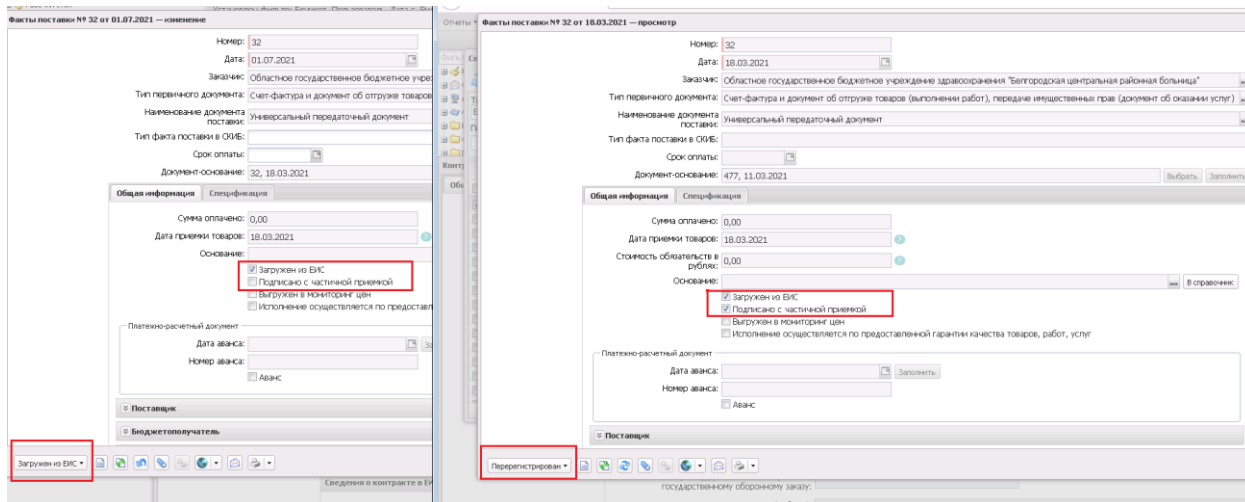 Факты поставки № 32 от 01.07.2021 — изменение
Номер: 32
Дата: 01.07.2021
Заказчик: Областное государственное бюджетное учре
Тип первичного документа: Счет-фактура и документ об отгрузке товаров
Наименование документа поставки: Универсальный передаточный документ
Тип факта поставки в СКИБ:
Срок оплаты:
Документ-основание: 32, 18.03.2021
Общая информация Спецификация
Сумма оплачено: 0,00
Дата приемки товаров: 18.03.2021
Основание:
Загружен из ЕИС
Подписано с частичной приемкой
Выгружен в мониторинг цен
Исполнение осуществляется по предоставл
Платежно-расчетный документ
Дата аванса:
Номер аванса:
Аванс
Поставщик
Бюджетополучатель
Загружен из ЕИС
Сведения о контракте в ЕИ
Отчеты
Факты поставки № 32 от 18.03.2021 — просмотр
Номер: 32
Дата: 18.03.2021
Заказчик: Областное государственное бюджетное учреждение здравоохранения "Белгородская центральная районная больница"
Тип первичного документа: Счет-фактура и документ об отгрузке товаров (выполнении работ), передаче имущественных прав (документ об оказании услуг)
Наименование документа поставки: Универсальный передаточный документ
Тип факта поставки в СКИБ:
Срок оплаты:
Документ-основание: 477, 11.03.2021 Выбрать Заполнить
Общая информация Спецификация
Сумма оплачено: 0,00
Дата приемки товаров: 18.03.2021
Стоимость обязательств в рублях: 0,00
Основание: ... В справочник
Загружен из ЕИС
Подписано с частичной приемкой
Выгружен в мониторинг цен
Исполнение осуществляется по предоставленной гарантии качества товаров, работ, услуг
Платежно-расчетный документ
Дата аванса: Заполнить
Номер аванса:
Аванс
Поставщик
Перерегистрирован
государственному оборонному заказу: